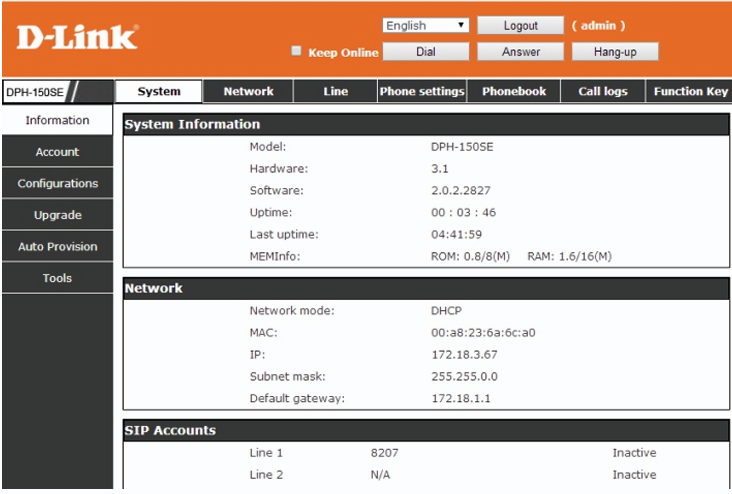 D-Link
English Logout ( admin )
Keep Online Dial Answer Hang-up
DPH-150SE System Network Line Phone settings Phonebook Call logs Function Key
Information
Account
Configurations
Upgrade
Auto Provision
Tools
System Information
Model: DPH-150SE
Hardware: 3.1
Software: 2.0.2.2827
Uptime: 00 : 03 : 46
Last uptime: 04:41:59
MEMInfo: ROM: 0.8/8(M) RAM: 1.6/16(M)
Network
Network mode: DHCP
MAC: 00:a8:23:6a:6c:a0
IP: 172.18.3.67
Subnet mask: 255.255.0.0
Default gateway: 172.18.1.1
SIP Accounts
Line 1 8207 Inactive
Line 2 N/A Inactive